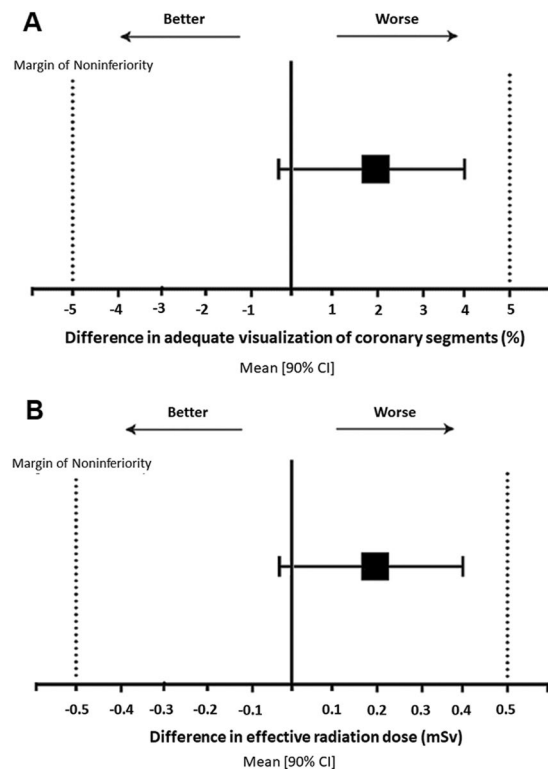 A
Better Worse
Margin of Noninferiority
-5 -4 -3 -2 -1 1 2 3 4 5
Difference in adequate visualization of coronary segments (%)
Mean [90% CI]
B
Better Worse
Margin of Noninferiority
-0.5 -0.4 -0.3 -0.2 -0.1 0.1 0.2 0.3 0.4 0.5
Difference in effective radiation dose (mSv)
Mean [90% CI]